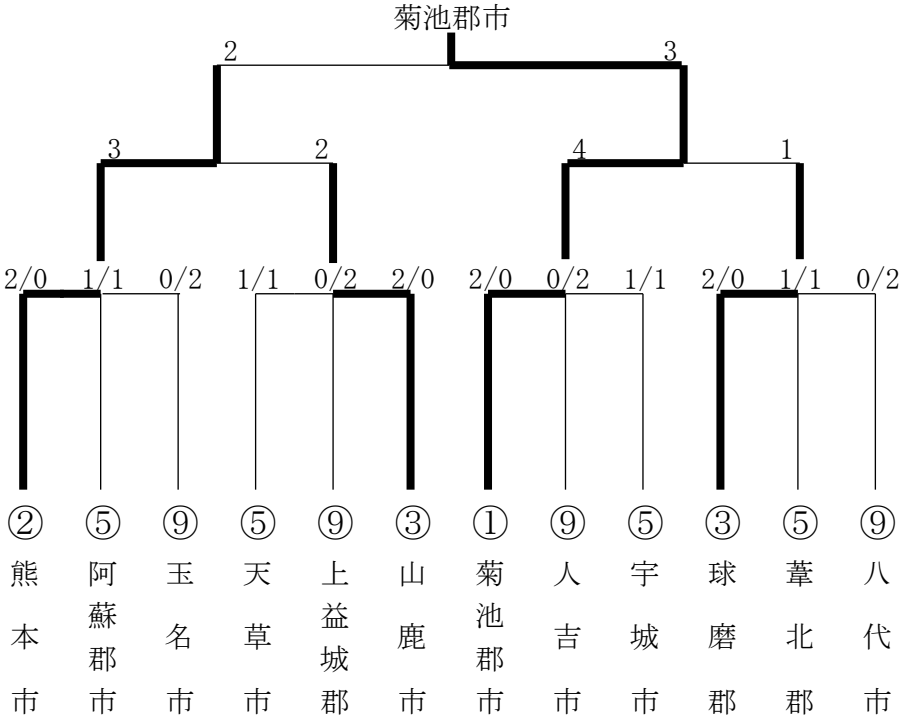 菊池郡市
2 3
3 2 4 1
2/0 1/1 0/2 1/1 0/2 2/0 2/0 0/2 1/1 2/0 1/1 0/2
② ⑤ ⑨ ⑤ ⑨ ③ ① ⑨ ⑤ ③ ⑤ ⑨
熊本市
阿蘇郡市
玉名市
天草市
上益城郡
山鹿市
菊池郡市
人吉市
宇城市
球磨郡
葦北郡
八代市